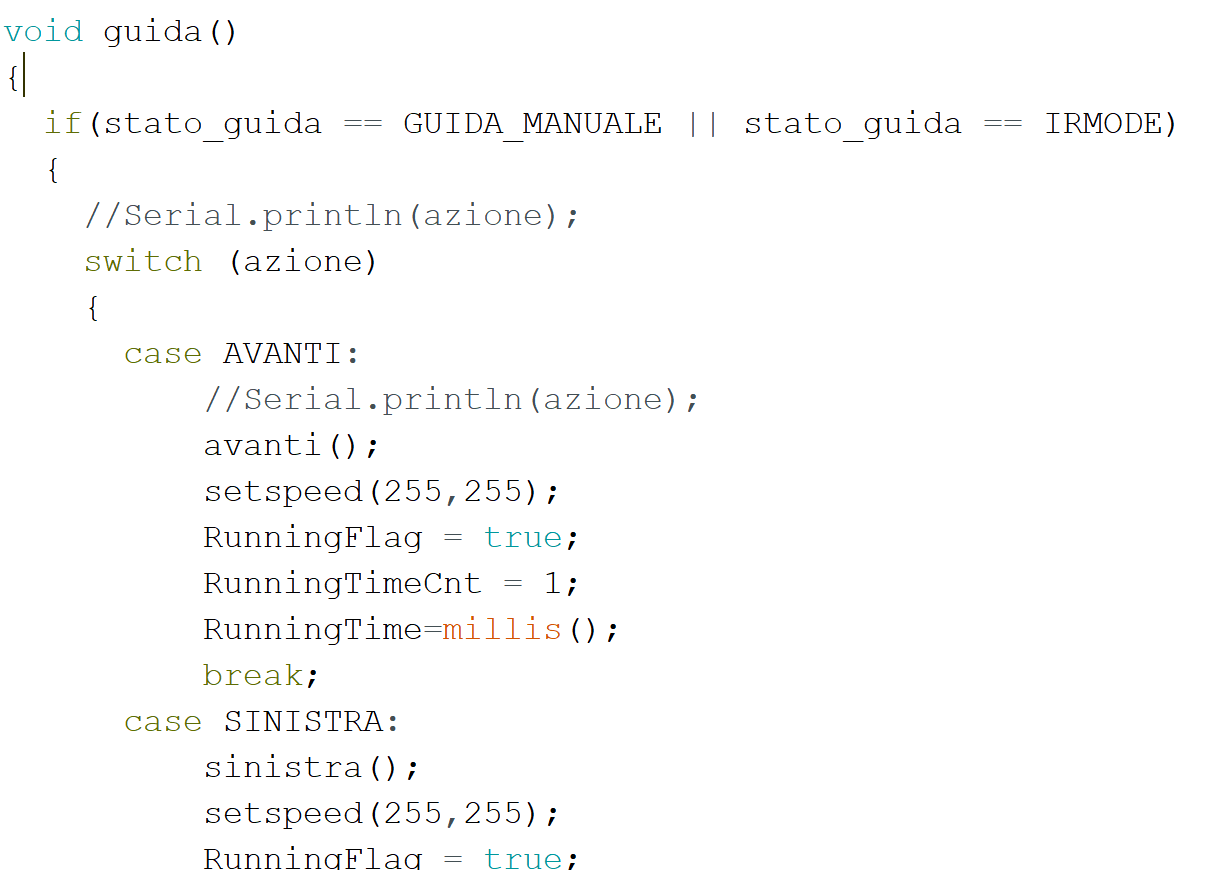 void guida()
{
if(stato_guida == GUIDA_MANUALE || stato_guida == IRMODE)
{
//Serial.println(azione);
switch (azione)
{
case AVANTI:
//Serial.println(azione);
avanti();
setspeed(255,255);
RunningFlag = true;
RunningTimeCnt = 1;
RunningTime=millis();
break;
case SINISTRA:
sinistra();
setspeed(255,255);
RunningFlag = true;